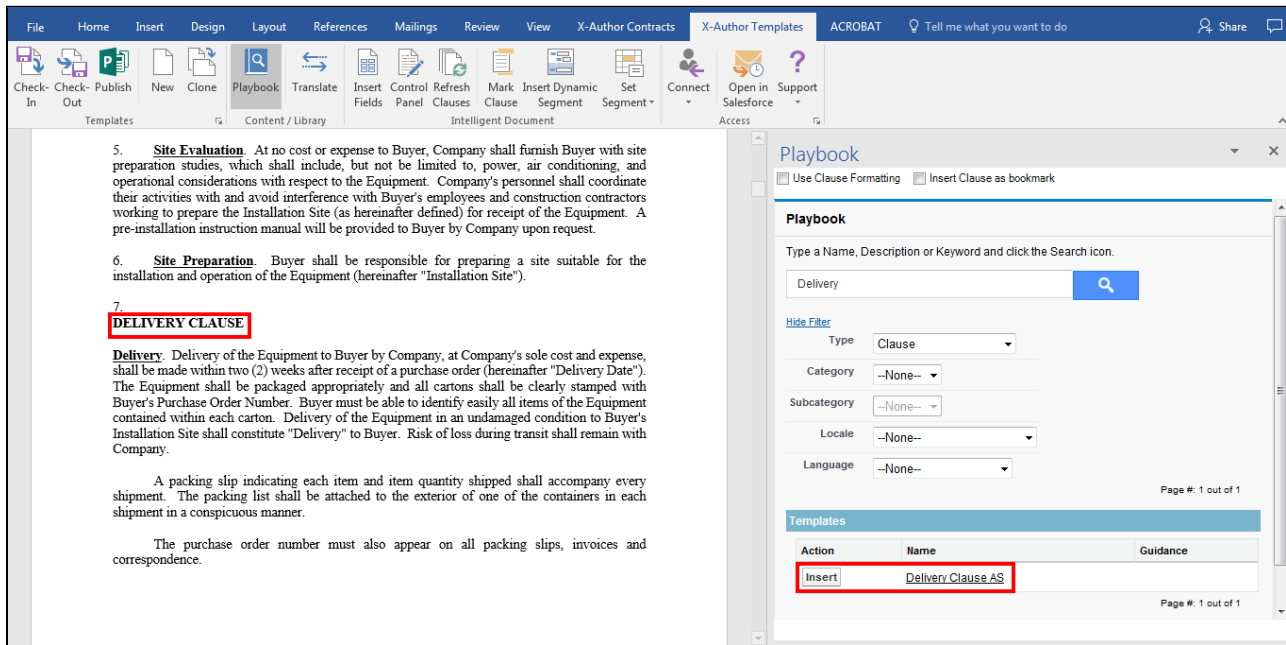 File Home Insert Design Layout References Mailings Review View X-Author Contracts X-Author Templates ACROBAT Tell me what you want to do Share
Check-In Check-Out Publish New Clone Playbook Translate Insert Fields Control Panel Refresh Clauses Mark Clause Insert Dynamic Segment Set Segment Connect Open in Salesforce Support
Templates Content / Library Intelligent Document Access
5. Site Evaluation. At no cost or expense to Buyer, Company shall furnish Buyer with site
preparation studies, which shall include, but not be limited to, power, air conditioning, and
operational considerations with respect to the Equipment. Company's personnel shall coordinate
their activities with and avoid interference with Buyer's employees and construction contractors
working to prepare the Installation Site (as hereinafter defined) for receipt of the Equipment. A
pre-installation instruction manual will be provided to Buyer by Company upon request.
6. Site Preparation. Buyer shall be responsible for preparing a site suitable for the
installation and operation of the Equipment (hereinafter "Installation Site").
7.
DELIVERY CLAUSE
Delivery. Delivery of the Equipment to Buyer by Company, at Company's sole cost and expense,
shall be made within two (2) weeks after receipt of a purchase order (hereinafter "Delivery Date").
The Equipment shall be packaged appropriately and all cartons shall be clearly stamped with
Buyer's Purchase Order Number. Buyer must be able to identify easily all items of the Equipment
contained within each carton. Delivery of the Equipment in an undamaged condition to Buyer's
Installation Site shall constitute "Delivery" to Buyer. Risk of loss during transit shall remain with
Company.
A packing slip indicating each item and item quantity shipped shall accompany every
shipment. The packing list shall be attached to the exterior of one of the containers in each
shipment in a conspicuous manner.
The purchase order number must also appear on all packing slips, invoices and
correspondence.
Playbook
Use Clause Formatting Insert Clause as bookmark
Playbook
Type a Name, Description or Keyword and click the Search icon.
Delivery
Hide Filter
Type Clause
Category --None--
Subcategory --None--
Locale --None--
Language --None--
Page #: 1 out of 1
Templates
Action Name Guidance
Insert Delivery Clause AS
Page #: 1 out of 1